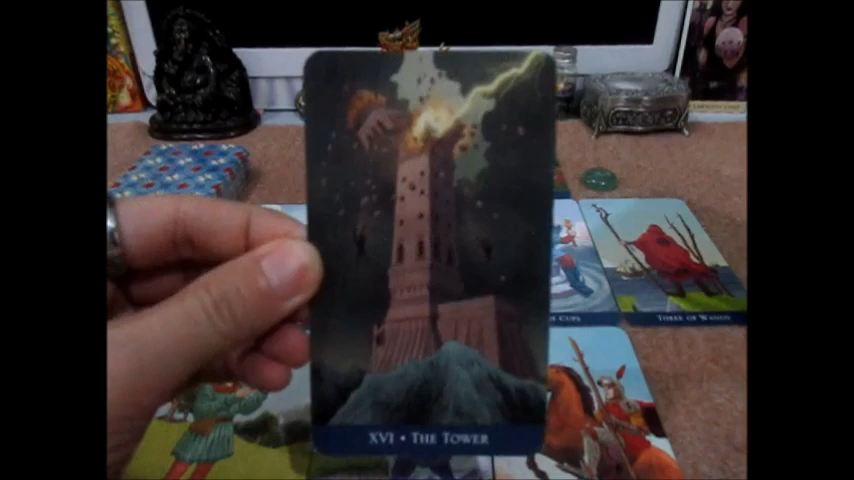 XVI • The Tower
Cups
Three of Wands